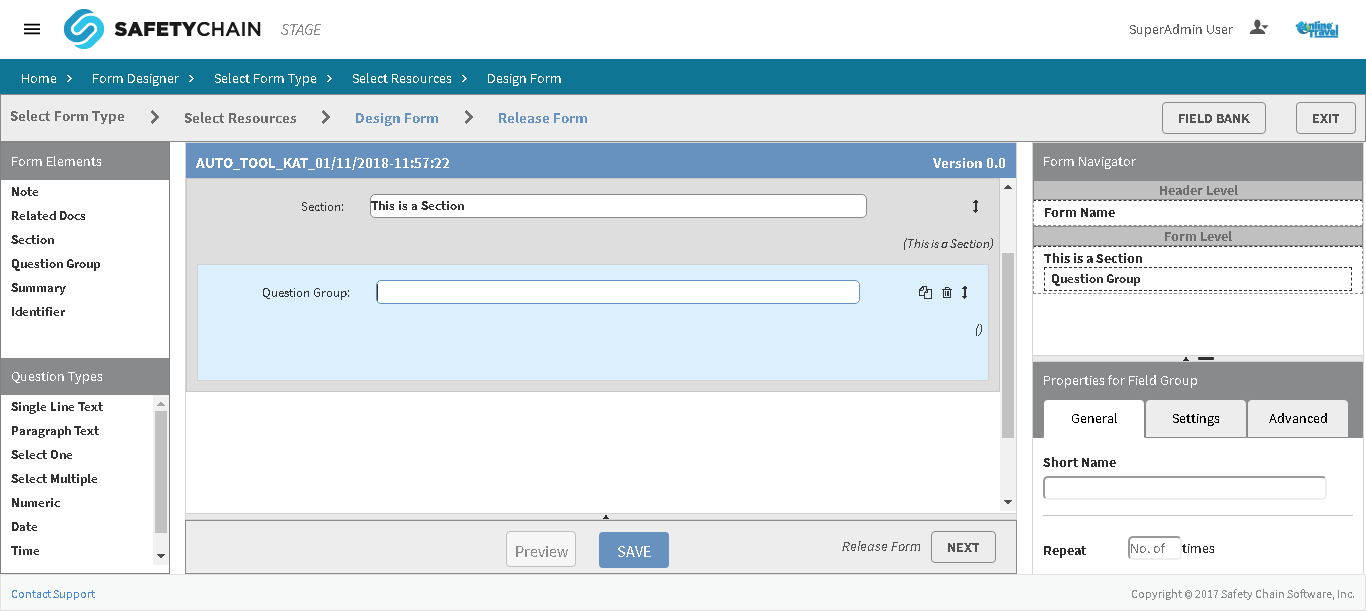 SAFETYCHAIN STAGE
SuperAdmin User
Online Travel
Home > Form Designer > Select Form Type > Select Resources > Design Form
Select Form Type > Select Resources > Design Form > Release Form
FIELD BANK
EXIT
Form Elements
Note
Related Docs
Section
Question Group
Summary
Identifier
Question Types
Single Line Text
Paragraph Text
Select One
Select Multiple
Numeric
Date
Time
AUTO_TOOL_KAT_01/11/2018-11:57:22 Version 0.0
Section: This is a Section
(This is a Section)
Question Group:
()
Preview
SAVE
Release Form
NEXT
Form Navigator
Header Level
Form Name
Form Level
This is a Section
Question Group
Properties for Field Group
General Settings Advanced
Short Name
Repeat No. of times
Contact Support
Copyright © 2017 Safety Chain Software, Inc.